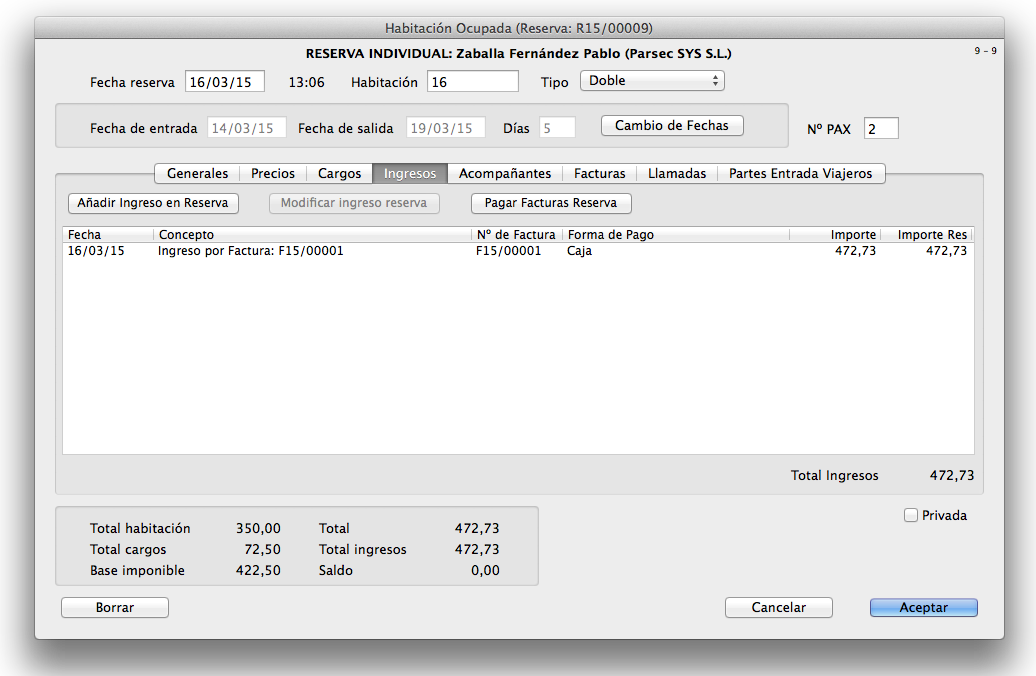 Habitación Ocupada (Reserva: R15/00009)
RESERVA INDIVIDUAL: Zaballa Fernández Pablo (Parsec SYS S.L.) 9 - 9
Fecha reserva 16/03/15 13:06 Habitación 16 Tipo Doble
Fecha de entrada 14/03/15 Fecha de salida 19/03/15 Días 5 Cambio de Fechas Nº PAX 2
Generales Precios Cargos Ingresos Acompañantes Facturas Llamadas Partes Entrada Viajeros
Añadir Ingreso en Reserva Modificar ingreso reserva Pagar Facturas Reserva
Fecha Concepto Nº de Factura Forma de Pago Importe Importe Res
16/03/15 Ingreso por Factura: F15/00001 F15/00001 Caja 472,73 472,73
Total Ingresos 472,73
Privada
Total habitación 350,00 Total 472,73
Total cargos 72,50 Total ingresos 472,73
Base imponible 422,50 Saldo 0,00
Borrar Cancelar Aceptar